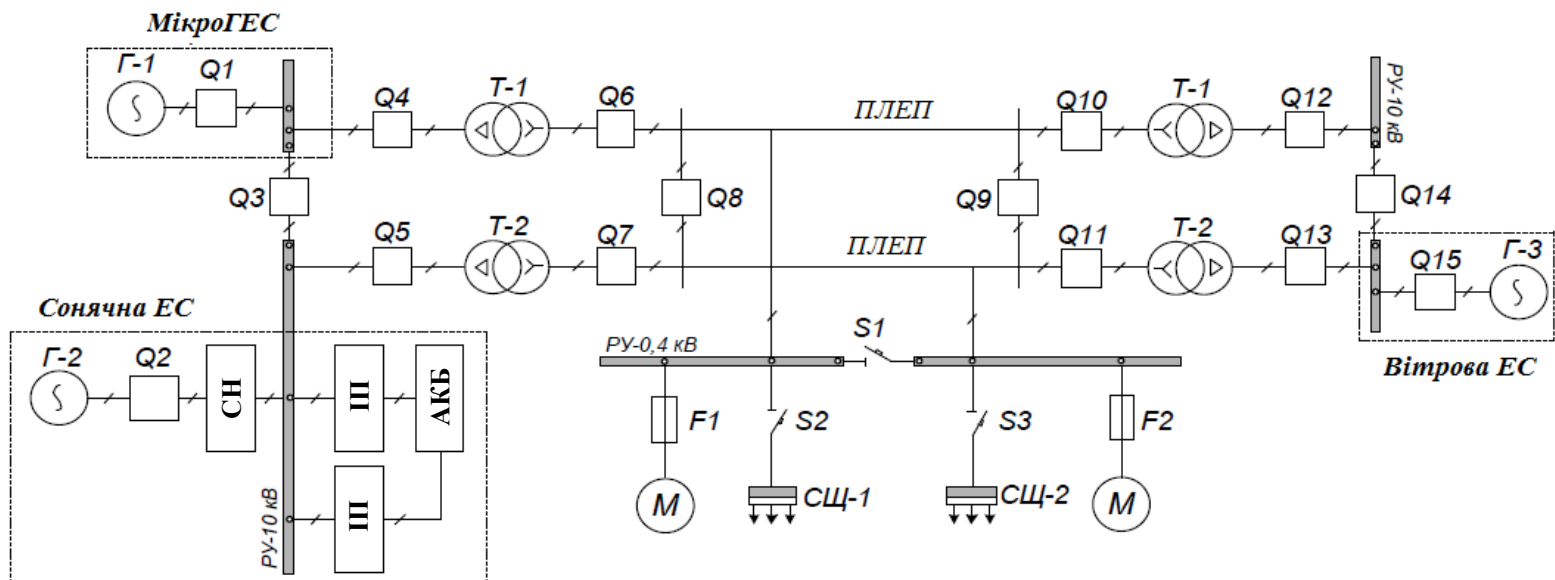 МікроГЕС
Г-1
Q1
Q4
T-1
Q6
ПЛЕП
Q10
T-1
Q12
РУ-10 кВ
Q3
Q8
Q9
Q14
Q5
T-2
Q7
ПЛЕП
Q11
T-2
Q13
Q15
Г-3
Сонячна ЕС
Г-2
Q2
СН
ІП
АКБ
ІП
РУ-10 кВ
РУ-0,4 кВ
S1
Вітрова ЕС
F1
S2
S3
F2
M
СЩ-1
СЩ-2
M